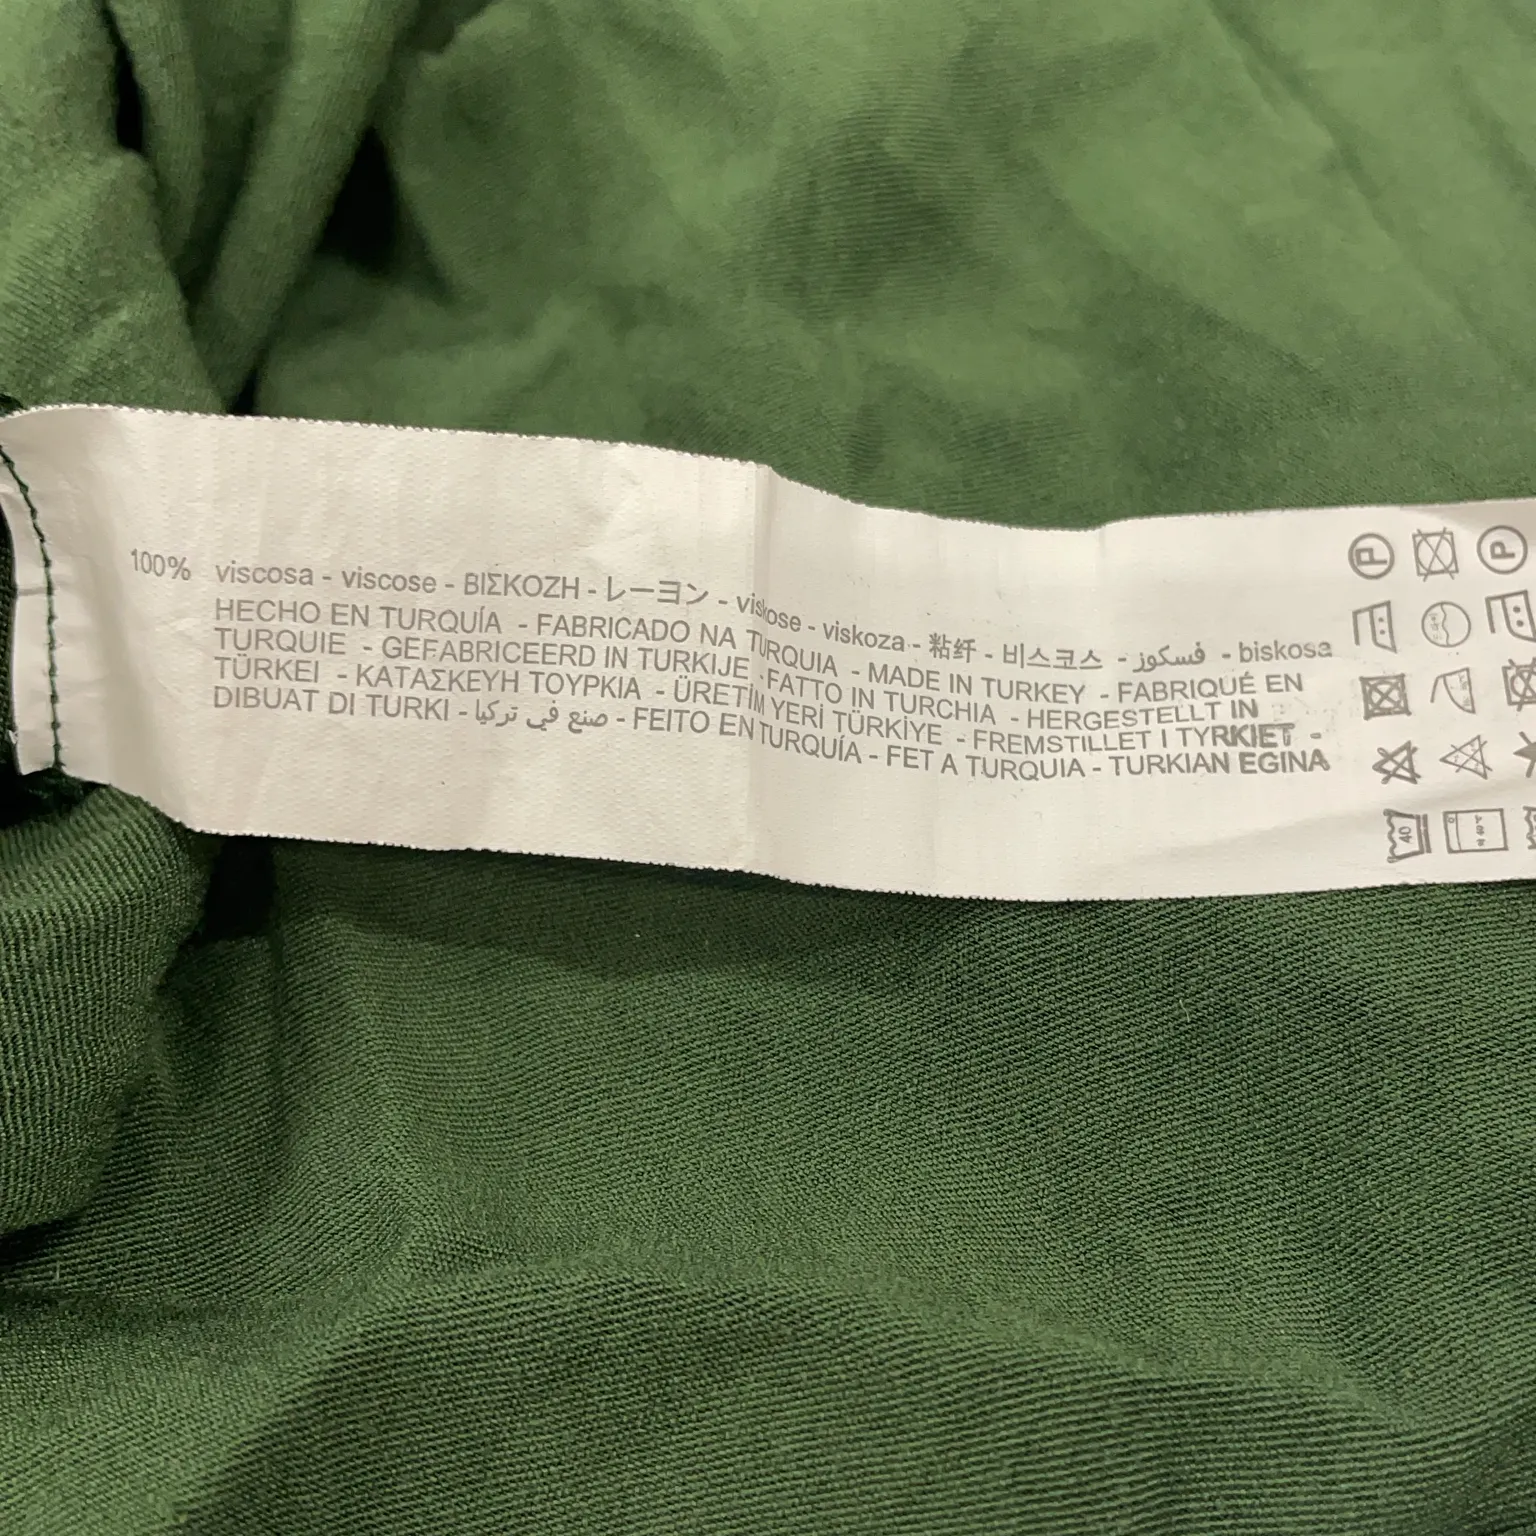 100% viscosa - viscose - ΒΙΣΚΟΖΗ - レーヨン - viskose - viskoza - 粘纤 - 비스코스 - فسكوز - biskosa
HECHO EN TURQUÍA - FABRICADO NA TURQUIA - MADE IN TURKEY - FABRIQUÉ EN
TURQUIE - GEFABRICEERD IN TURKIJE - FATTO IN TURCHIA - HERGESTELLT IN
TÜRKEI - ΚΑΤΑΣΚΕΥΗ ΤΟΥΡΚΙΑ - ÜRETİM YERİ TÜRKİYE - FREMSTILLET I TYRKIET -
DIBUAT DI TURKI - صنع في تركيا - FEITO EN TURQUÍA - FET A TURQUIA - TURKIAN EGINA
P
P
40